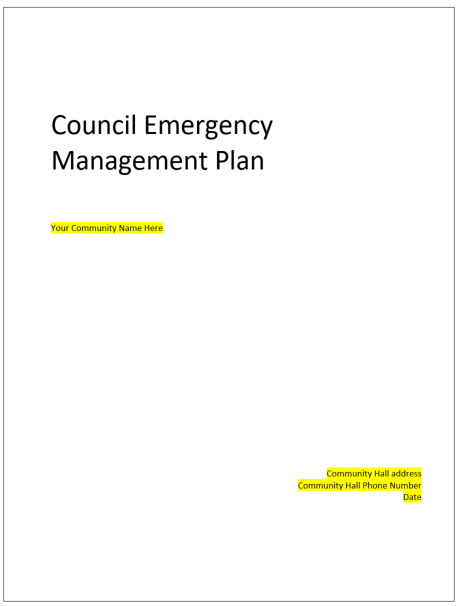 Council Emergency
Management Plan
Your Community Name Here
Community Hall address
Community Hall Phone Number
Date